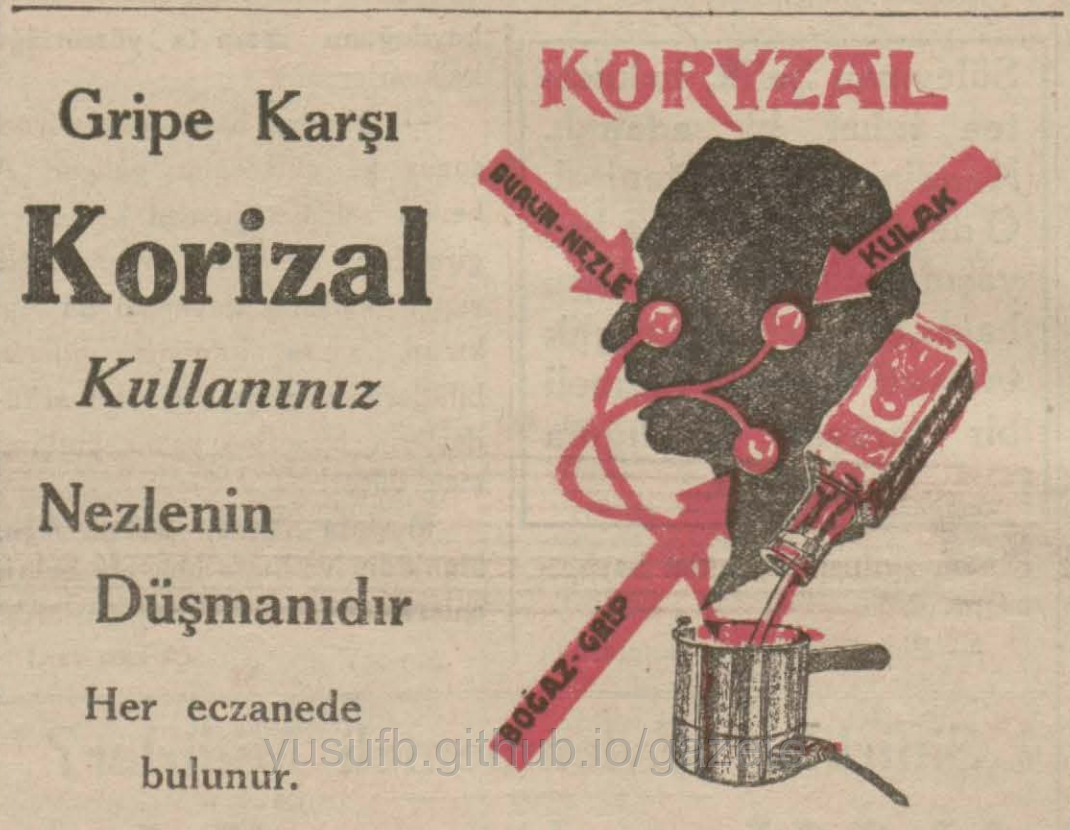 Gripe Karşı
Korizal
Kullanınız
Nezlenin
Düşmanıdır
Her eczanede
bulunur.
KORYZAL
BURUN-NEZLE
KULAK
BOĞAZ-GRİP
yusufb.github.io/gazete